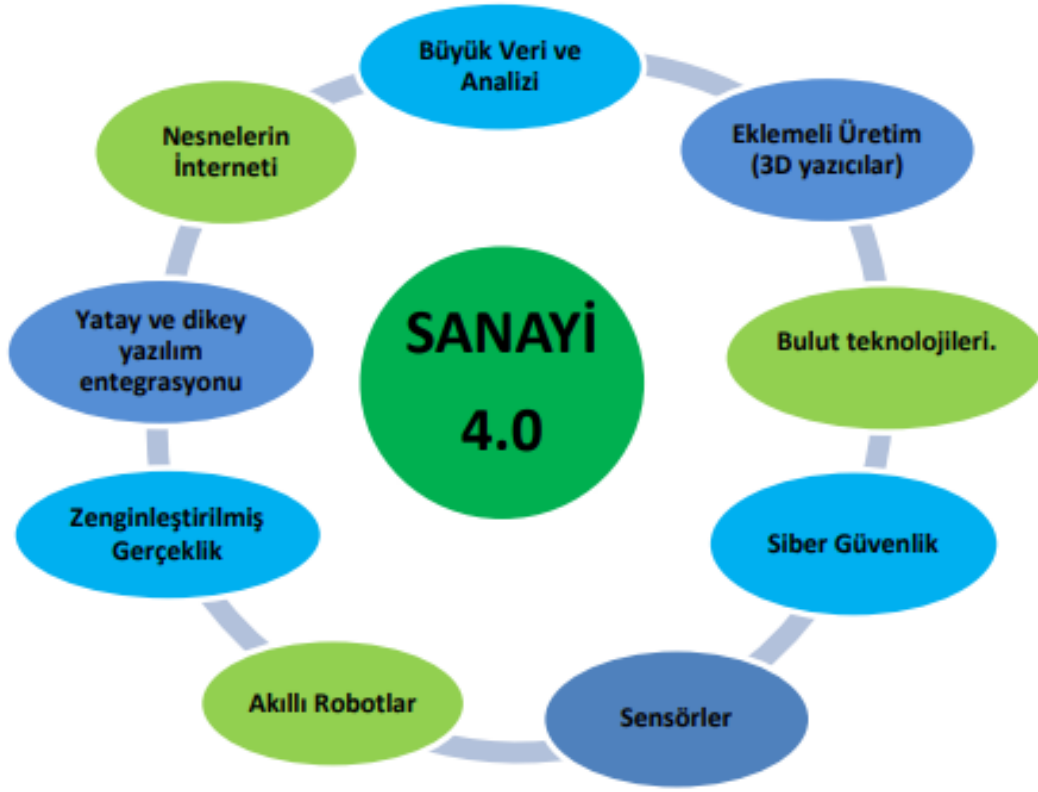 Büyük Veri ve
Analizi
Eklemeli Üretim
(3D yazıcılar)
Bulut teknolojileri.
Siber Güvenlik
Sensörler
Akıllı Robotlar
Zenginleştirilmiş
Gerçeklik
Yatay ve dikey
yazılım
entegrasyonu
Nesnelerin
İnterneti
SANAYİ
4.0